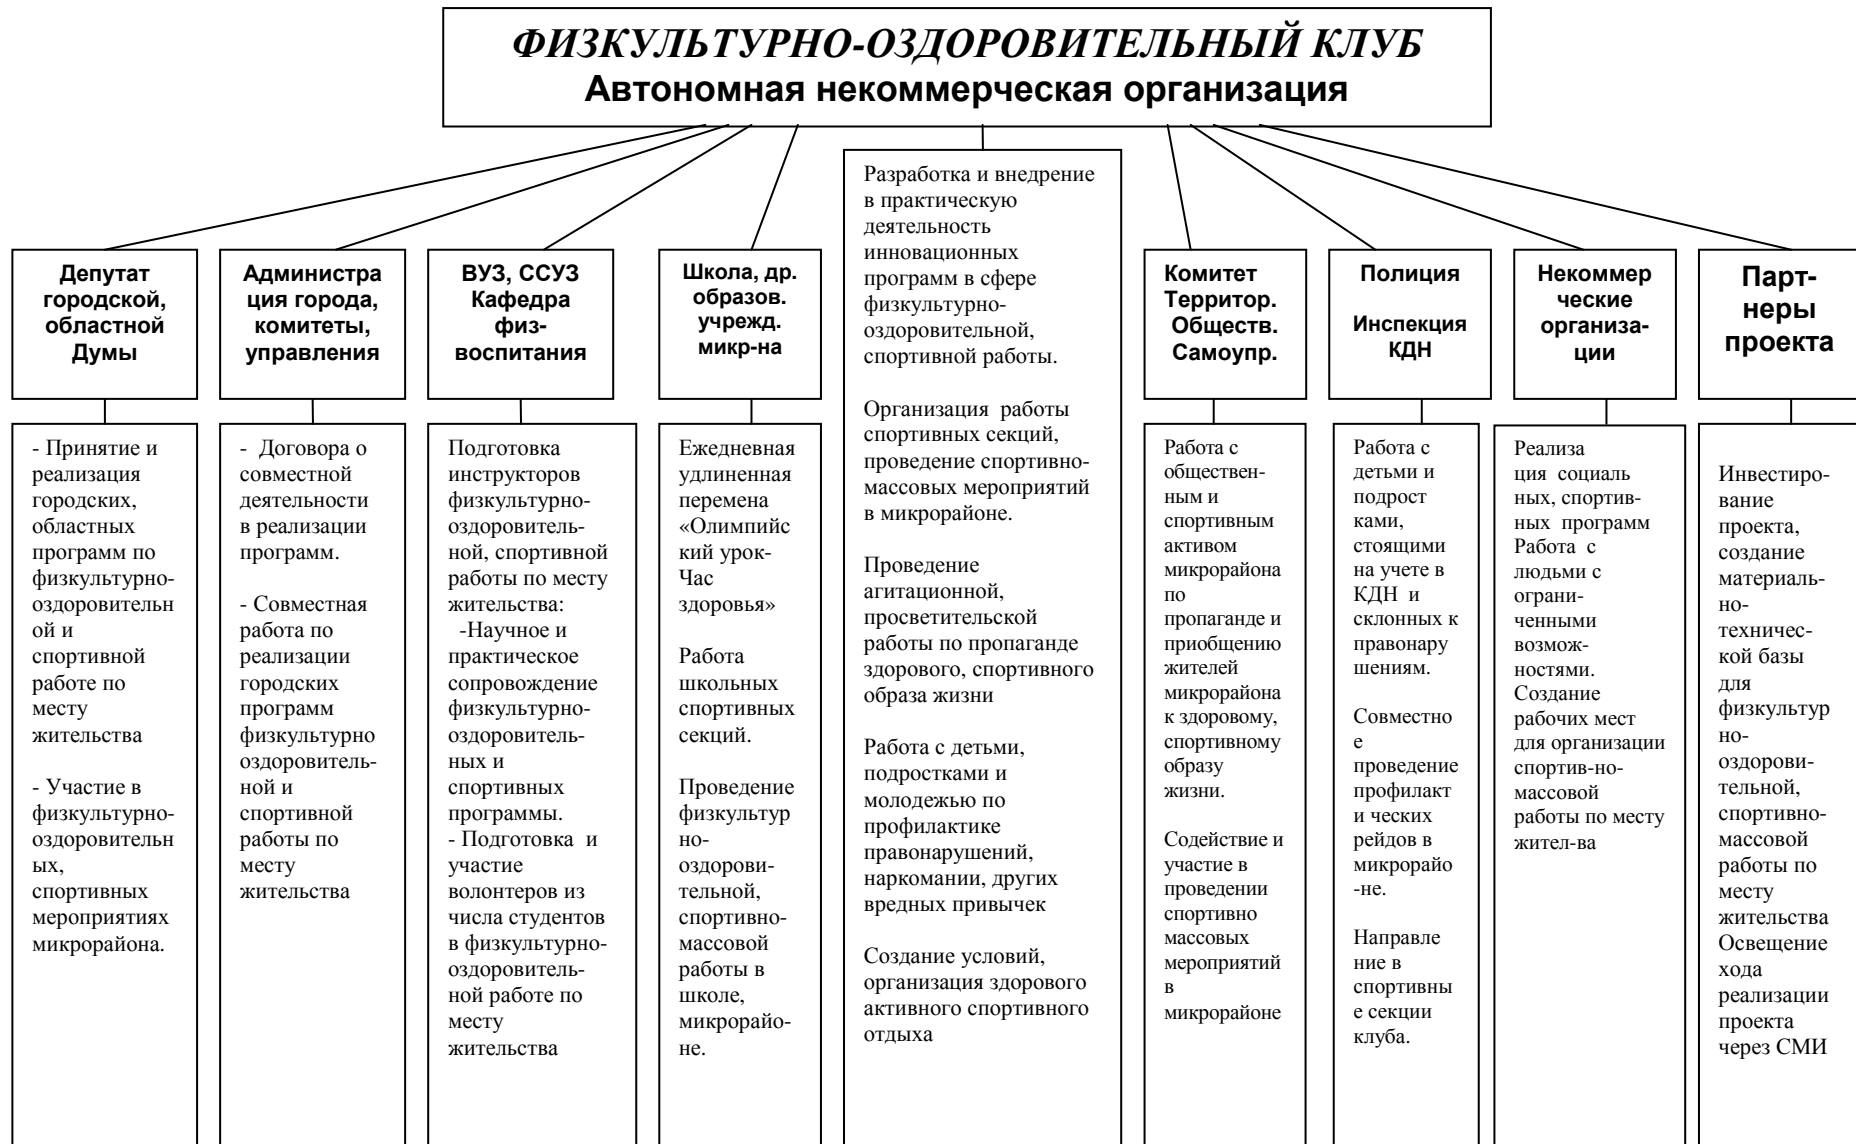 ФИЗКУЛЬТУРНО-ОЗДОРОВИТЕЛЬНЫЙ КЛУБ
Автономная некоммерческая организация
Депутат
городской,
областной
Думы
- Принятие и
реализация
городских,
областных
программ по
физкультурно-
оздоровительн
ой и
спортивной
работе по
месту
жительства
- Участие в
физкультурно-
оздоровительн
ых,
спортивных
мероприятиях
микрорайона.
Администра
ция города,
комитеты,
управления
- Договора о
совместной
деятельности
в реализации
программ.
- Совместная
работа по
реализации
городских
программ
физкультурно
оздоровитель-
ной и
спортивной
работы по
месту
жительства
ВУЗ, ССУЗ
Кафедра
физ-
воспитания
Подготовка
инструкторов
физкультурно-
оздоровитель-
ной, спортивной
работы по месту
жительства:
-Научное и
практическое
сопровождение
физкультурно-
оздоровитель-
ных и
спортивных
программы.
- Подготовка и
участие
волонтеров из
числа студентов
в физкультурно-
оздоровитель-
ной работе по
месту
жительства
Школа, др.
образов.
учрежд.
микр-на
Ежедневная
удлиненная
перемена
«Олимпийс
кий урок-
Час
здоровья»
Работа
школьных
спортивных
секций.
Проведение
физкультур
но-
оздорови-
тельной,
спортивно-
массовой
работы в
школе,
микрорайо-
не.
Разработка и внедрение
в практическую
деятельность
инновационных
программ в сфере
физкультурно-
оздоровительной,
спортивной работы.
Организация работы
спортивных секций,
проведение спортивно-
массовых мероприятий
в микрорайоне.
Проведение
агитационной,
просветительской
работы по пропаганде
здорового, спортивного
образа жизни
Работа с детьми,
подростками и
молодежью по
профилактике
правонарушений,
наркомании, других
вредных привычек
Создание условий,
организация здорового
активного спортивного
отдыха
Комитет
Территор.
Обществ.
Самоупр.
Работа с
обществен-
ным и
спортивным
активом
микрорайона
по
пропаганде и
приобщению
жителей
микрорайона
к здоровому,
спортивному
образу
жизни.
Содействие и
участие в
проведении
спортивно
массовых
мероприятий
в
микрорайоне
Полиция
Инспекция
КДН
Работа с
детьми и
подрост
ками,
стоящими
на учете в
КДН и
склонных к
правонару
шениям.
Совместно
е
проведение
профилакт
и ческих
рейдов в
микрорайо
-не.
Направле
ние в
спортивны
е секции
клуба.
Некоммер
ческие
организа-
ции
Реализа
ция социаль
ных, спортив-
ных программ
Работа с
людьми с
ограни-
ченными
возмож-
ностями.
Создание
рабочих мест
для организации
спортив-но-
массовой
работы по месту
жител-ва
Парт-
неры
проекта
Инвестиро-
вание
проекта,
создание
материаль-
но-
техничес-
кой базы
для
физкультур
но-
оздорови-
тельной,
спортивно-
массовой
работы по
месту
жительства
Освещение
хода
реализации
проекта
через СМИ